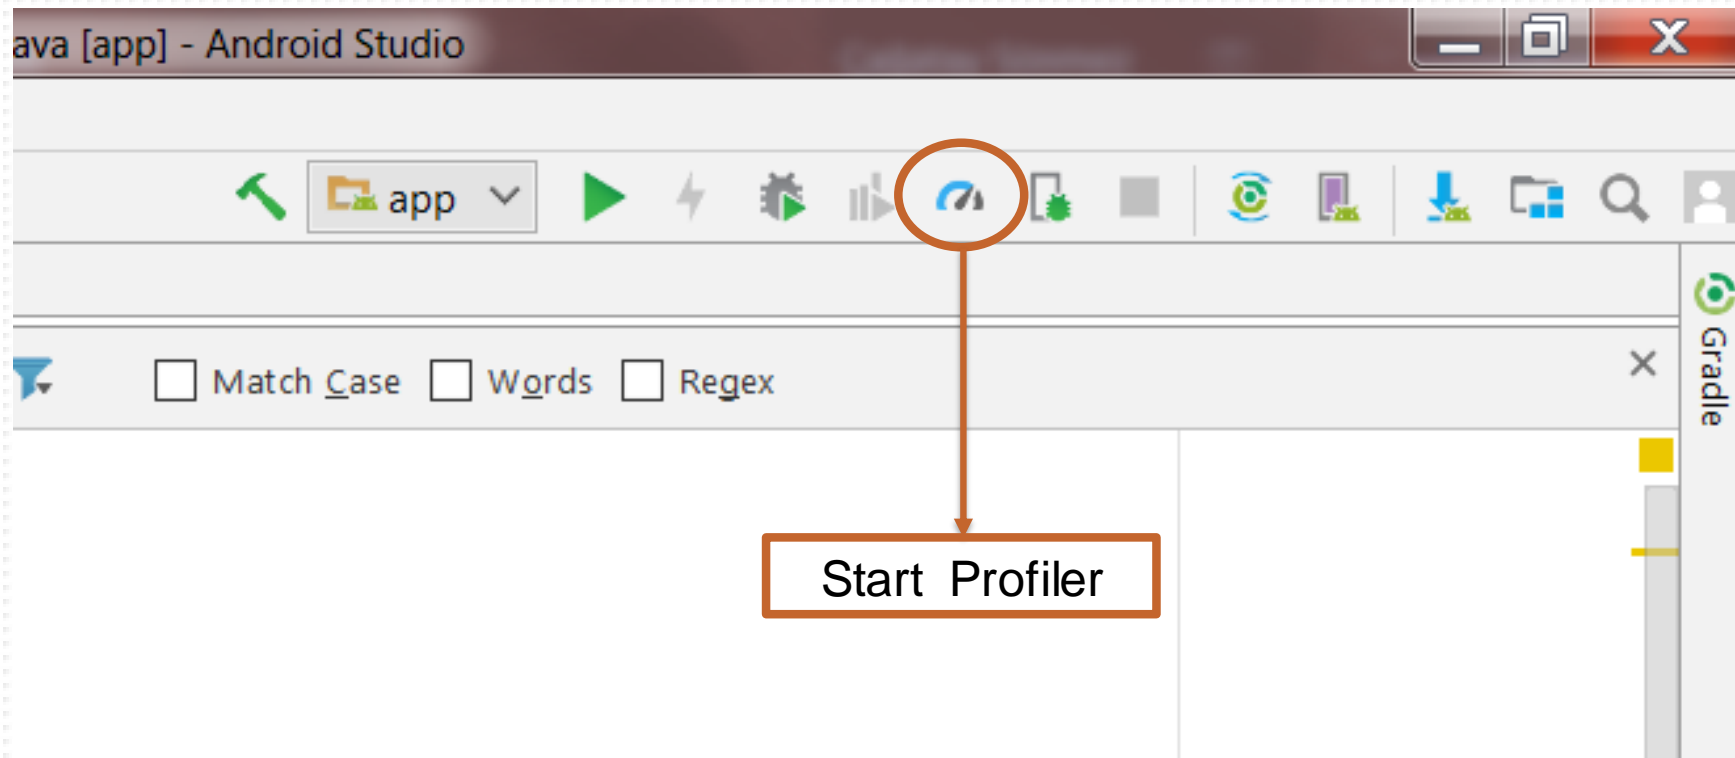 ava [app] - Android Studio
app
Match Case Words Regex
Gradle
Start Profiler